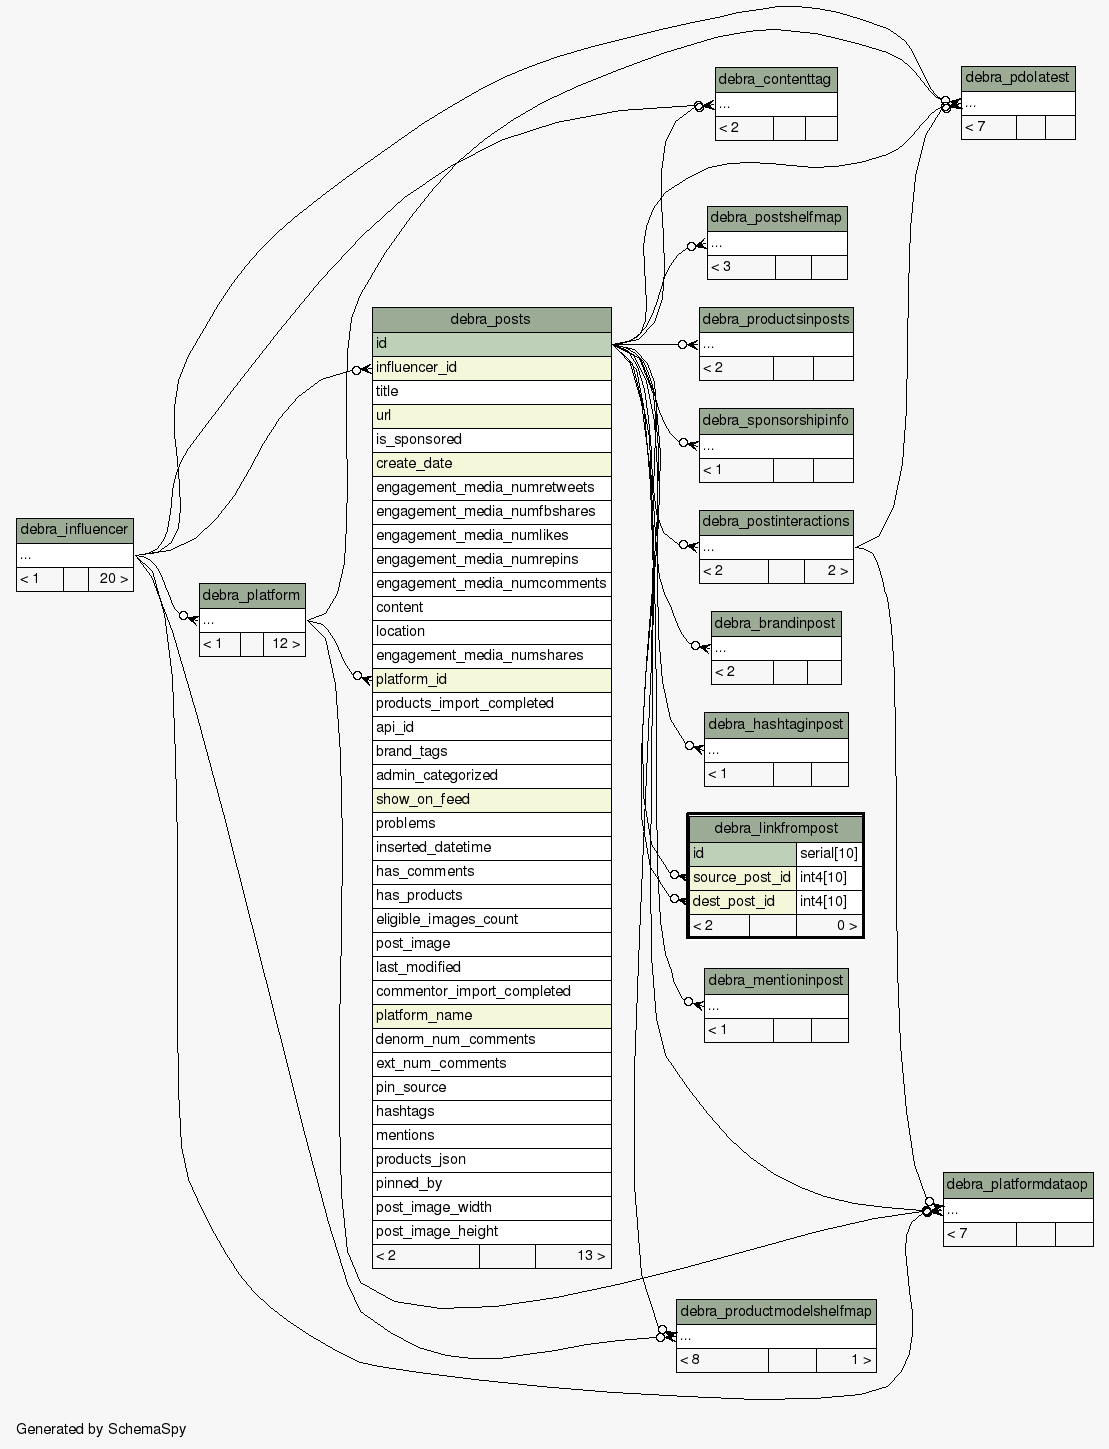 debra_pdolatest
...
< 7
debra_contenttag
...
< 2
debra_postshelfmap
...
< 3
debra_posts
id
influencer_id
title
url
is_sponsored
create_date
engagement_media_numretweets
engagement_media_numfbshares
engagement_media_numlikes
engagement_media_numrepins
engagement_media_numcomments
content
location
engagement_media_numshares
platform_id
products_import_completed
api_id
brand_tags
admin_categorized
show_on_feed
problems
inserted_datetime
has_comments
has_products
eligible_images_count
post_image
last_modified
commentor_import_completed
platform_name
denorm_num_comments
ext_num_comments
pin_source
hashtags
mentions
products_json
pinned_by
post_image_width
post_image_height
< 2 13 >
debra_productsinposts
...
< 2
debra_sponsorshipinfo
...
< 1
debra_postinteractions
...
< 2 2 >
debra_influencer
...
< 1 20 >
debra_platform
...
< 1 12 >
debra_brandinpost
...
< 2
debra_hashtaginpost
...
< 1
debra_linkfrompost
id serial[10]
source_post_id int4[10]
dest_post_id int4[10]
< 2 0 >
debra_mentioninpost
...
< 1
debra_platformdataop
...
< 7
debra_productmodelshelfmap
...
< 8 1 >
Generated by SchemaSpy